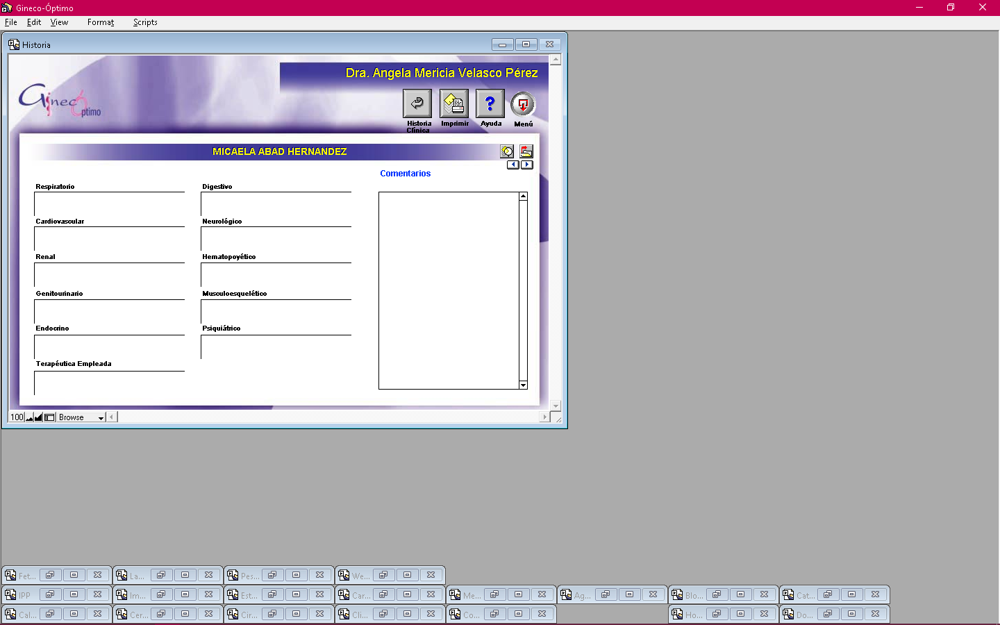 Gineco-Óptimo
File Edit View Format Scripts
Historia
Dra. Angela Mericia Velasco Pérez
Gineco
Óptimo
Historia Clínica
Imprimir
Ayuda
Menú
MICAELA ABAD HERNANDEZ
Comentarios
Respiratorio
Digestivo
Cardiovascular
Neurológico
Renal
Hematopoyético
Genitourinario
Musculoesquelético
Endocrino
Psiquiátrico
Terapéutica Empleada
100 Browse
Fet... La... Pes... We...
IPP Im... Est... Car... Me... Ag... Blo... Cat...
Cal... Cer... Cir... Clí... Co... Ho... Do...